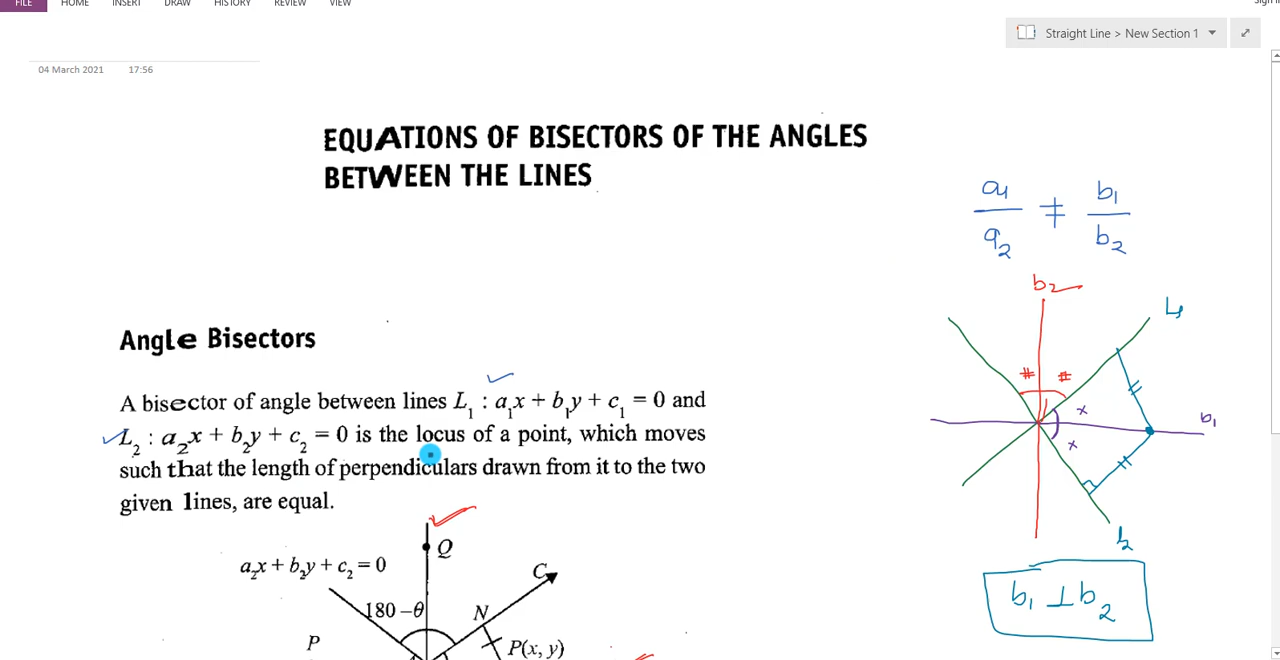 FILE HOME INSERT DRAW HISTORY REVIEW VIEW
Straight Line > New Section 1
04 March 2021 17:56
EQUATIONS OF BISECTORS OF THE ANGLES
BETWEEN THE LINES
a₁/a₂ ≠ b₁/b₂
b₂
L₁
Angle Bisectors
# #
x
b₁
x
A bisector of angle between lines L₁ : a₁x + b₁y + c₁ = 0 and
L₂ : a₂x + b₂y + c₂ = 0 is the locus of a point, which moves
such that the length of perpendiculars drawn from it to the two
given lines, are equal.
Q
a₂x + b₂y + c₂ = 0
C
180 – θ
N
P
P(x, y)
b₁ ⊥ b₂